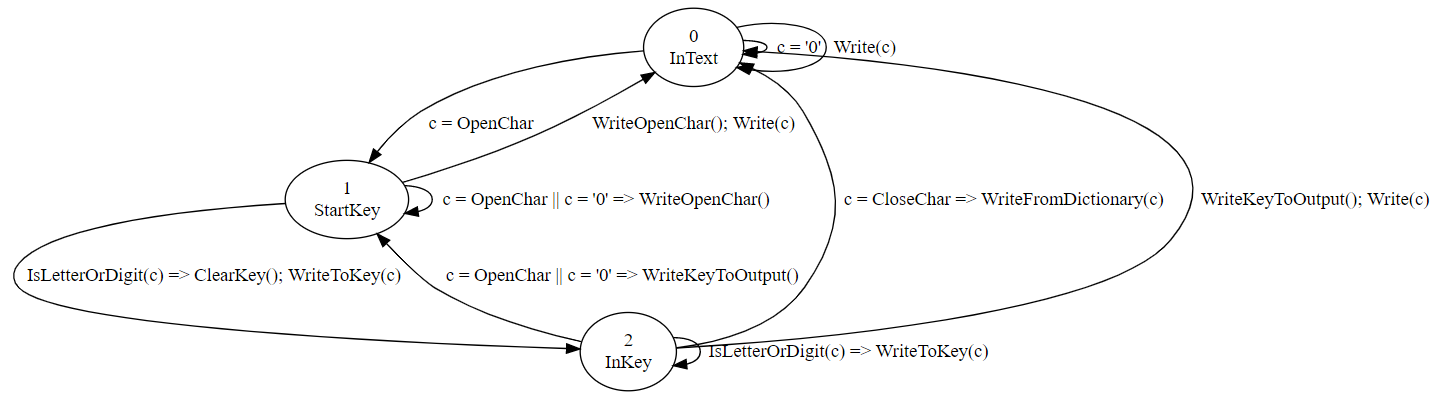 0
InText
c = '0'
Write(c)
c = OpenChar
WriteOpenChar(); Write(c)
1
StartKey
c = OpenChar || c = '0' => WriteOpenChar()
c = CloseChar => WriteFromDictionary(c)
WriteKeyToOutput(); Write(c)
IsLetterOrDigit(c) => ClearKey(); WriteToKey(c)
c = OpenChar || c = '0' => WriteKeyToOutput()
2
InKey
IsLetterOrDigit(c) => WriteToKey(c)